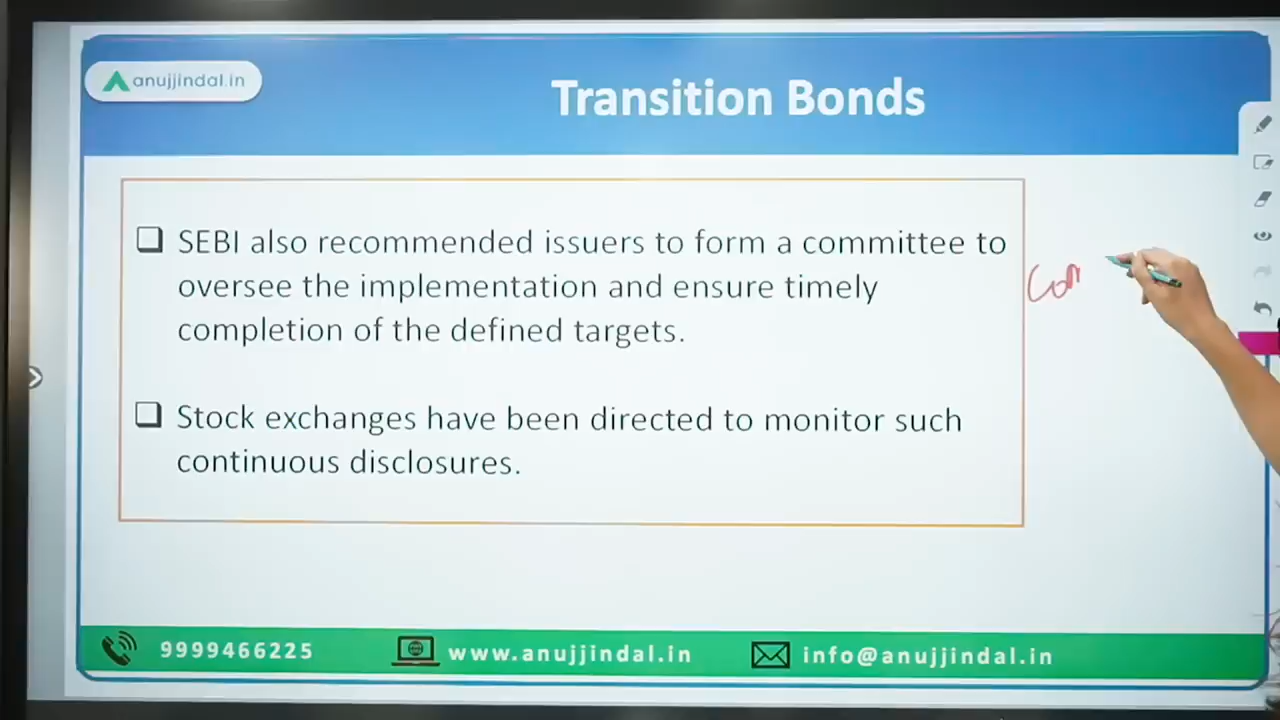 anujjindal.in
Transition Bonds
SEBI also recommended issuers to form a committee to
oversee the implementation and ensure timely
completion of the defined targets.
Com
Stock exchanges have been directed to monitor such
continuous disclosures.
9999466225 www.anujjindal.in info@anujjindal.in